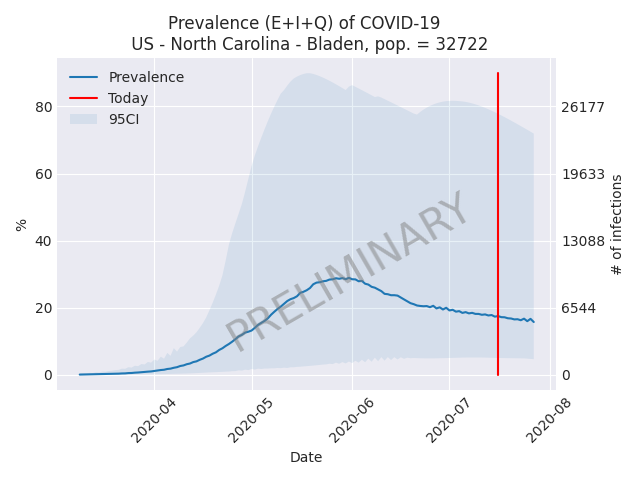 Prevalence (E+I+Q) of COVID-19
US - North Carolina - Bladen, pop. = 32722
Prevalence
Today
95CI
PRELIMINARY
80
60
40
20
0
%
26177
19633
13088
6544
0
# of infections
2020-04
2020-05
2020-06
2020-07
2020-08
Date